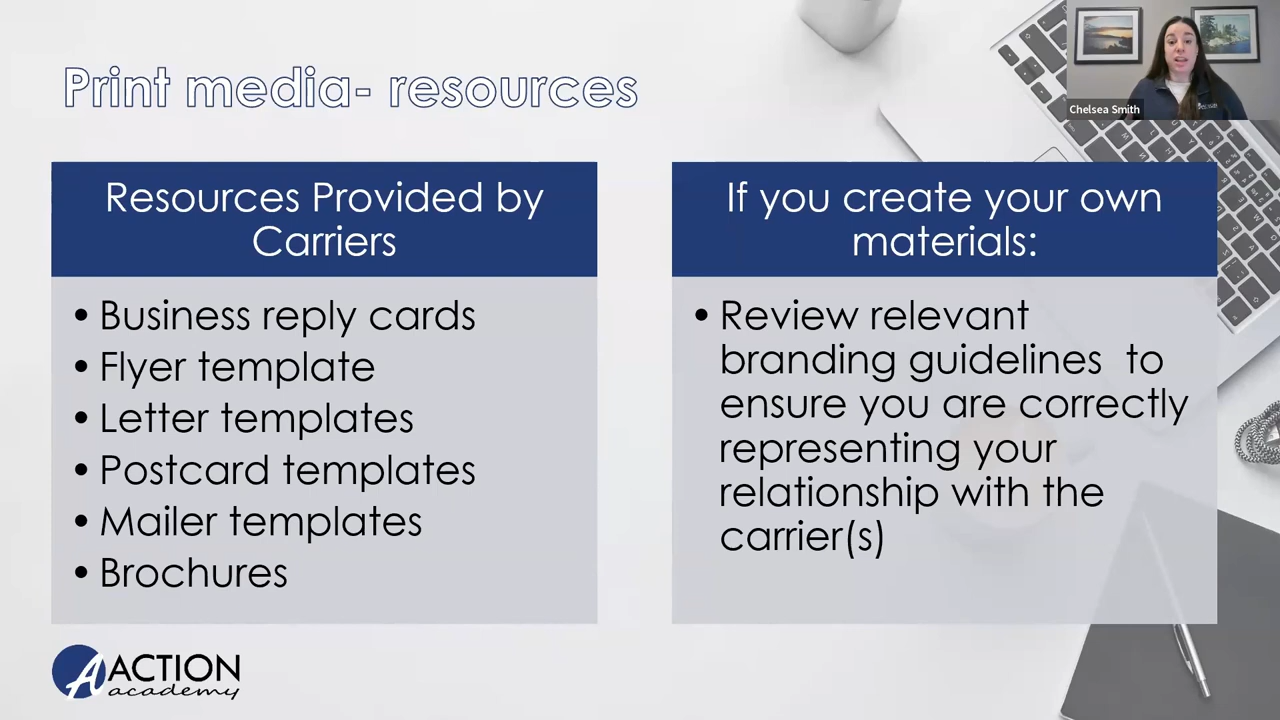 Print media- resources
Chelsea Smith
Resources Provided by
Carriers
• Business reply cards
• Flyer template
• Letter templates
• Postcard templates
• Mailer templates
• Brochures
If you create your own
materials:
• Review relevant
branding guidelines  to
ensure you are correctly
representing your
relationship with the
carrier(s)
A ACTION
academy